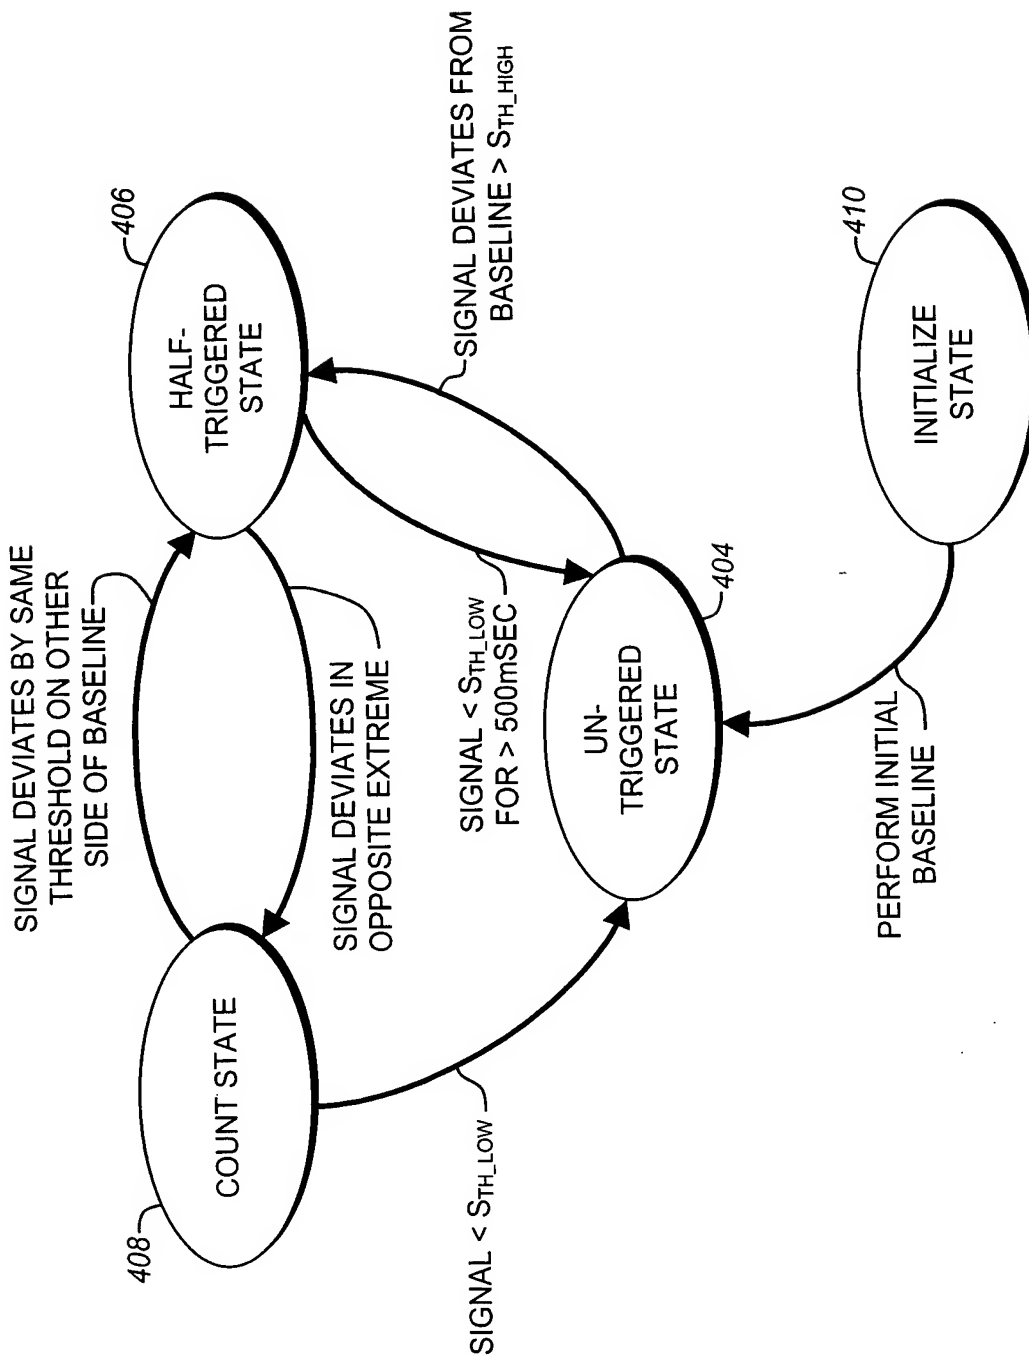 SIGNAL DEVIATES BY SAME
THRESHOLD ON OTHER
SIDE OF BASELINE
408
COUNT STATE
406
HALF-
TRIGGERED
STATE
SIGNAL DEVIATES IN
OPPOSITE EXTREME
SIGNAL DEVIATES FROM
BASELINE > STH_HIGH
SIGNAL < STH_LOW
FOR > 500mSEC
SIGNAL < STH_LOW
UN-
TRIGGERED
STATE
404
410
INITIALIZE
STATE
PERFORM INITIAL
BASELINE